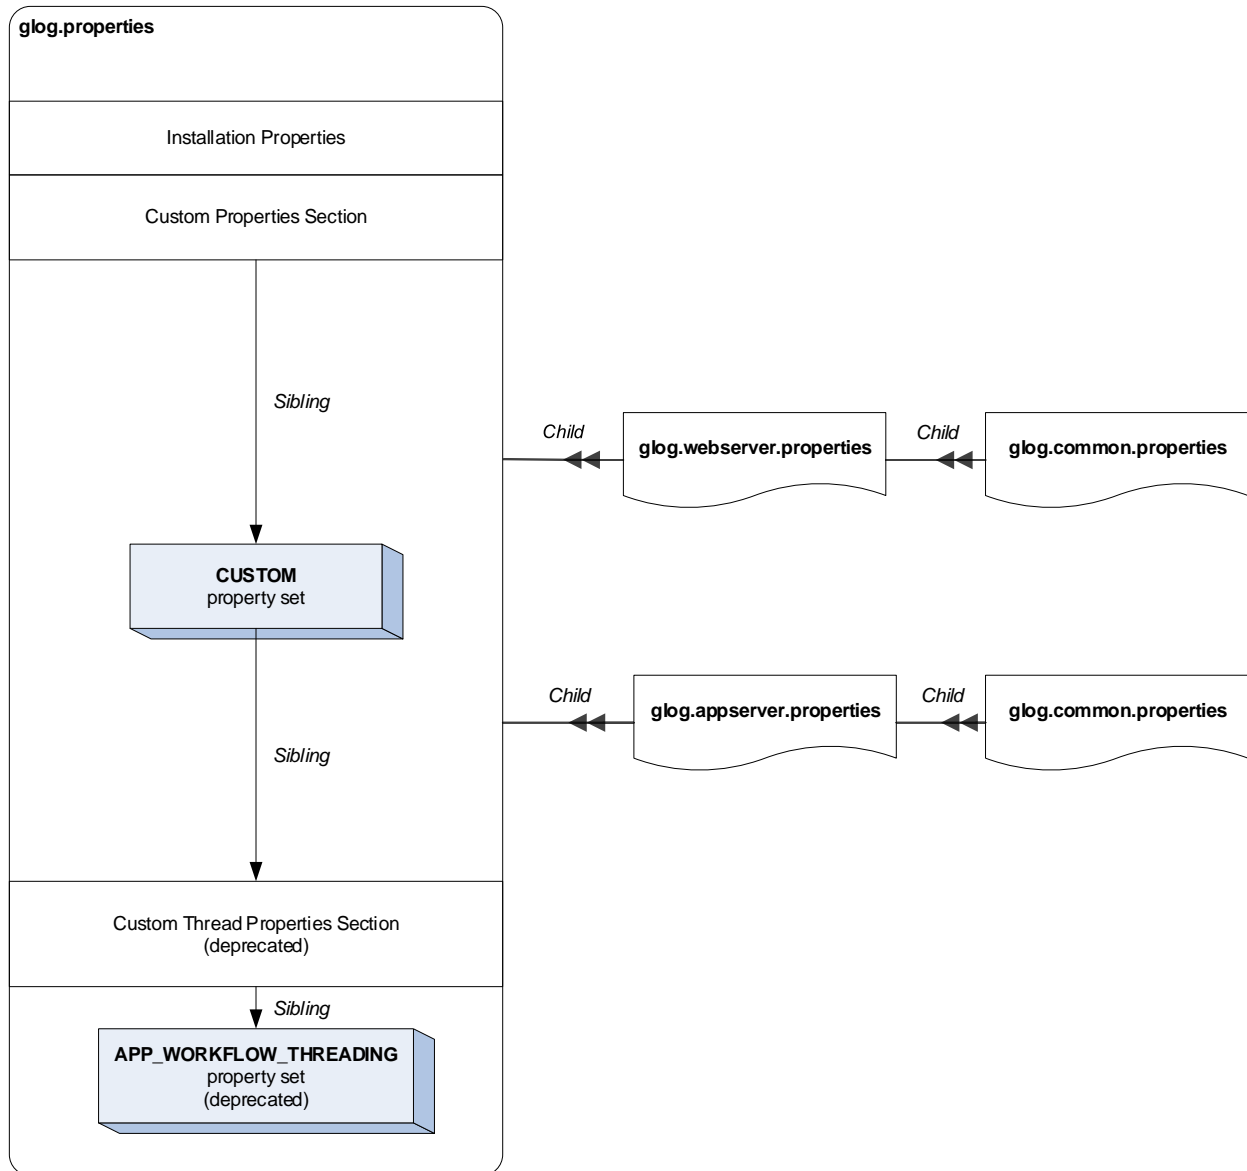 glog.properties
Installation Properties
Custom Properties Section
Sibling
Child
glog.webserver.properties
Child
glog.common.properties
CUSTOM
property set
Child
glog.appserver.properties
Child
glog.common.properties
Sibling
Custom Thread Properties Section
(deprecated)
Sibling
APP_WORKFLOW_THREADING
property set
(deprecated)